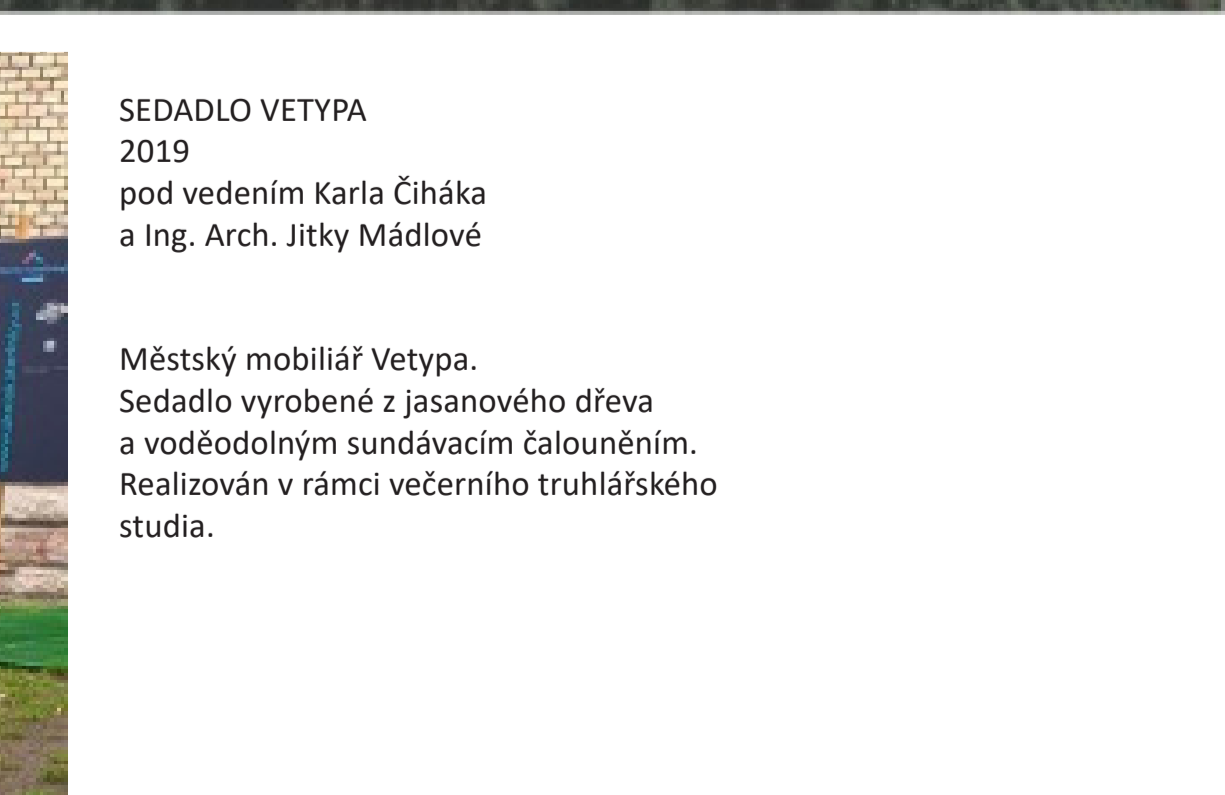 SEDADLO VETYPA
2019
pod vedením Karla Čiháka
a Ing. Arch. Jitky Mádlové
Městský mobiliář Vetypa.
Sedadlo vyrobené z jasanového dřeva
a voděodolným sundávacím čalouněním.
Realizován v rámci večerního truhlářského
studia.